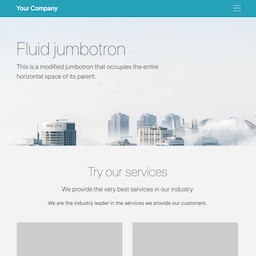 Your Company
Fluid jumbotron
This is a modified jumbotron that occupies the entire
horizontal space of its parent.
Try our services
We provide the very best services in our industry
We are the industry leader in the services we provide our customers.